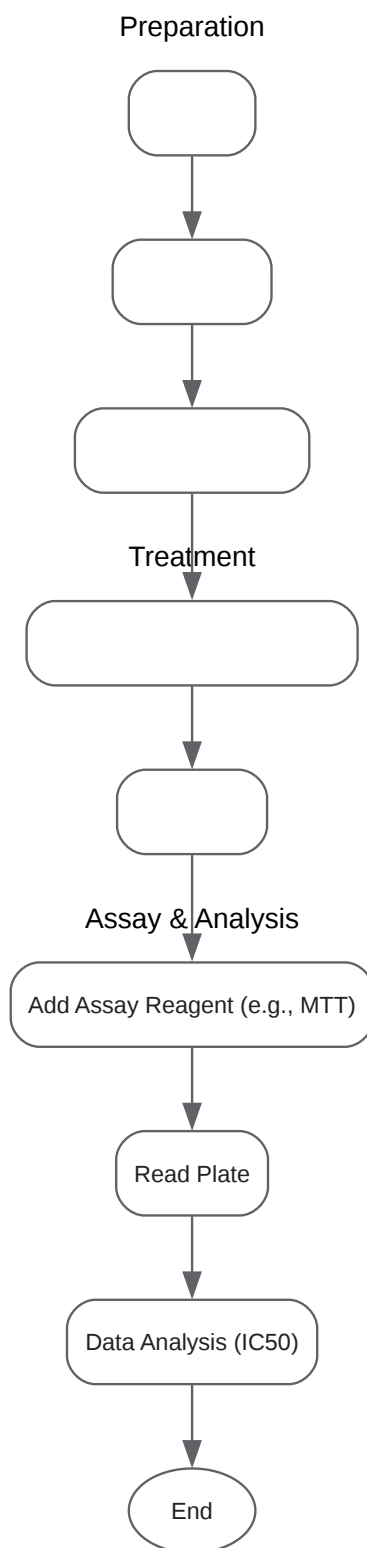 Preparation
Treatment
Assay & Analysis
Add Assay Reagent (e.g., MTT)
Read Plate
Data Analysis (IC50)
End